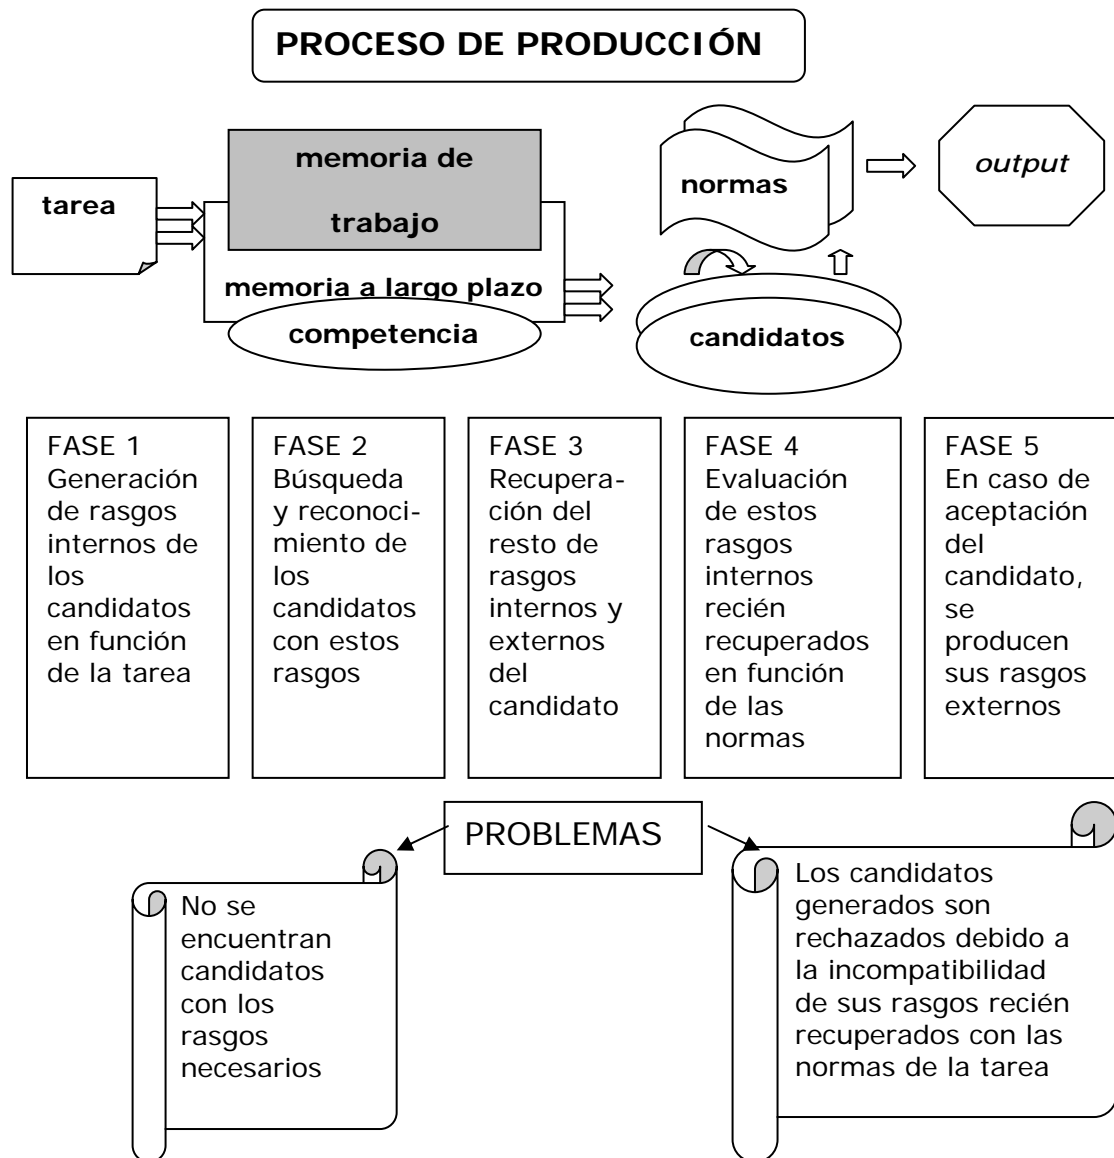 PROCESO DE PRODUCCIÓN
tarea
memoria de
trabajo
memoria a largo plazo
competencia
normas
candidatos
output
FASE 1
Generación
de rasgos
internos de
los
candidatos
en función
de la tarea
FASE 2
Búsqueda
y reconoci-
miento de
los
candidatos
con estos
rasgos
FASE 3
Recupera-
ción del
resto de
rasgos
internos y
externos
del
candidato
FASE 4
Evaluación
de estos
rasgos
internos
recién
recuperados
en función
de las
normas
FASE 5
En caso de
aceptación
del
candidato,
se
producen
sus rasgos
externos
PROBLEMAS
No se
encuentran
candidatos
con los
rasgos
necesarios
Los candidatos
generados son
rechazados debido a
la incompatibilidad
de sus rasgos recién
recuperados con las
normas de la tarea